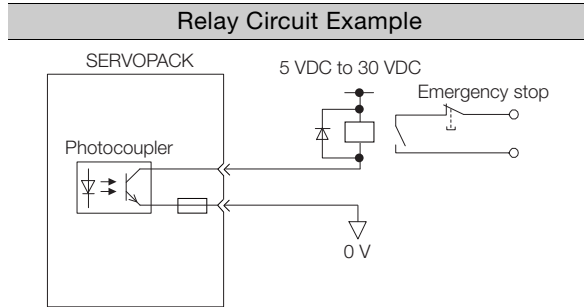 Relay Circuit Example
SERVOPACK
5 VDC to 30 VDC
Emergency stop
Photocoupler
0 V